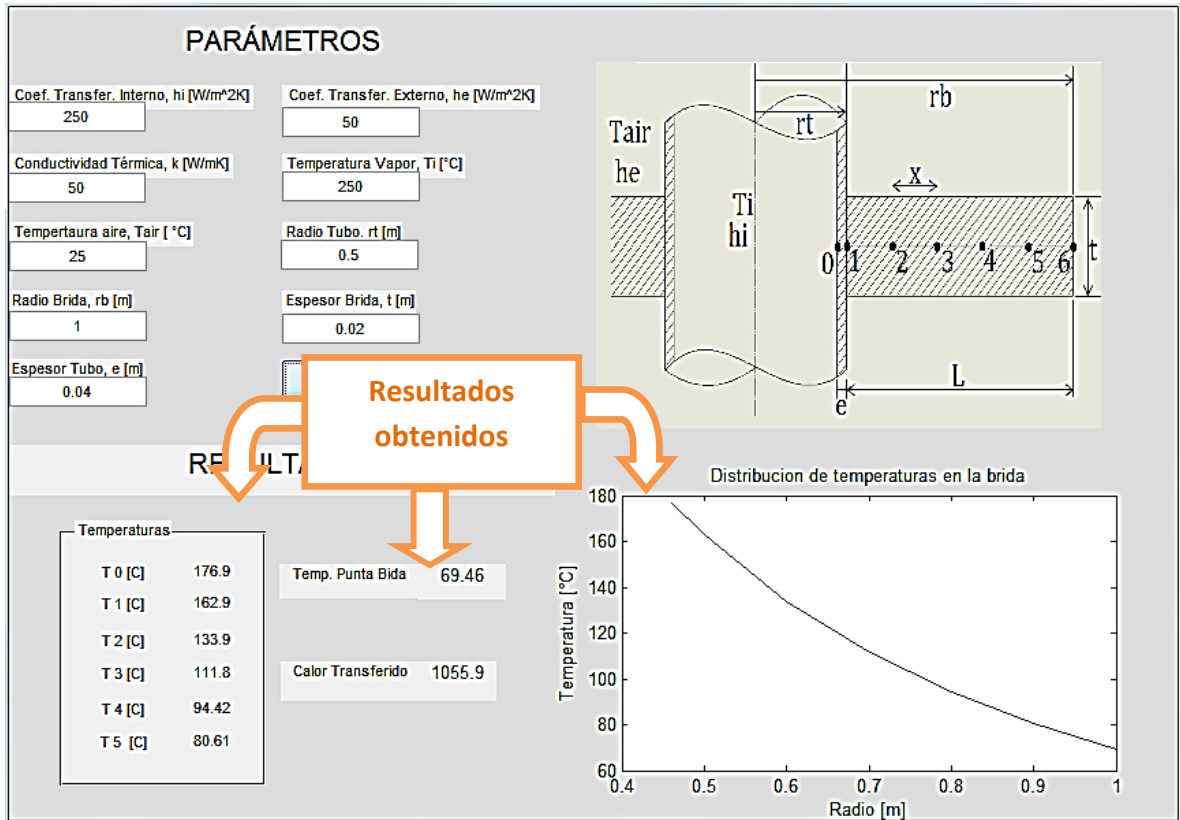 PARÁMETROS
Coef. Transfer. Interno, hi [W/m^2K]
250
Coef. Transfer. Externo, he [W/m^2K]
50
Conductividad Térmica, k [W/mK]
50
Temperatura Vapor, Ti [°C]
250
Tempertaura aire, Tair [ °C]
25
Radio Tubo. rt [m]
0.5
Radio Brida, rb [m]
1
Espesor Brida, t [m]
0.02
Espesor Tubo, e [m]
0.04
Tair
he
rb
rt
x
Ti
hi
0 1 2 3 4 5 6
t
L
e
Resultados
obtenidos
Temperaturas
T 0 [C] 176.9
T 1 [C] 162.9
T 2 [C] 133.9
T 3 [C] 111.8
T 4 [C] 94.42
T 5 [C] 80.61
Temp. Punta Bida 69.46
Calor Transferido 1055.9
Distribucion de temperaturas en la brida
Temperatura [°C]
180
160
140
120
100
80
60
0.4 0.5 0.6 0.7 0.8 0.9 1
Radio [m]